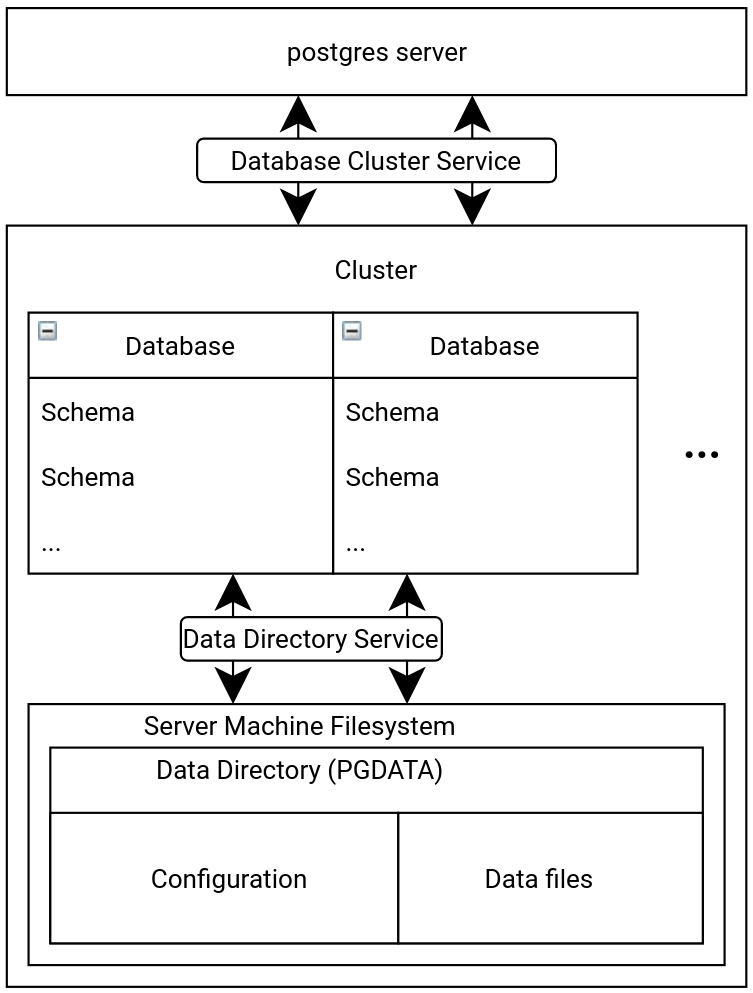 postgres server
Database Cluster Service
Cluster
Database
Database
Schema
Schema
Schema
Schema
...
...
...
Data Directory Service
Server Machine Filesystem
Data Directory (PGDATA)
Configuration
Data files